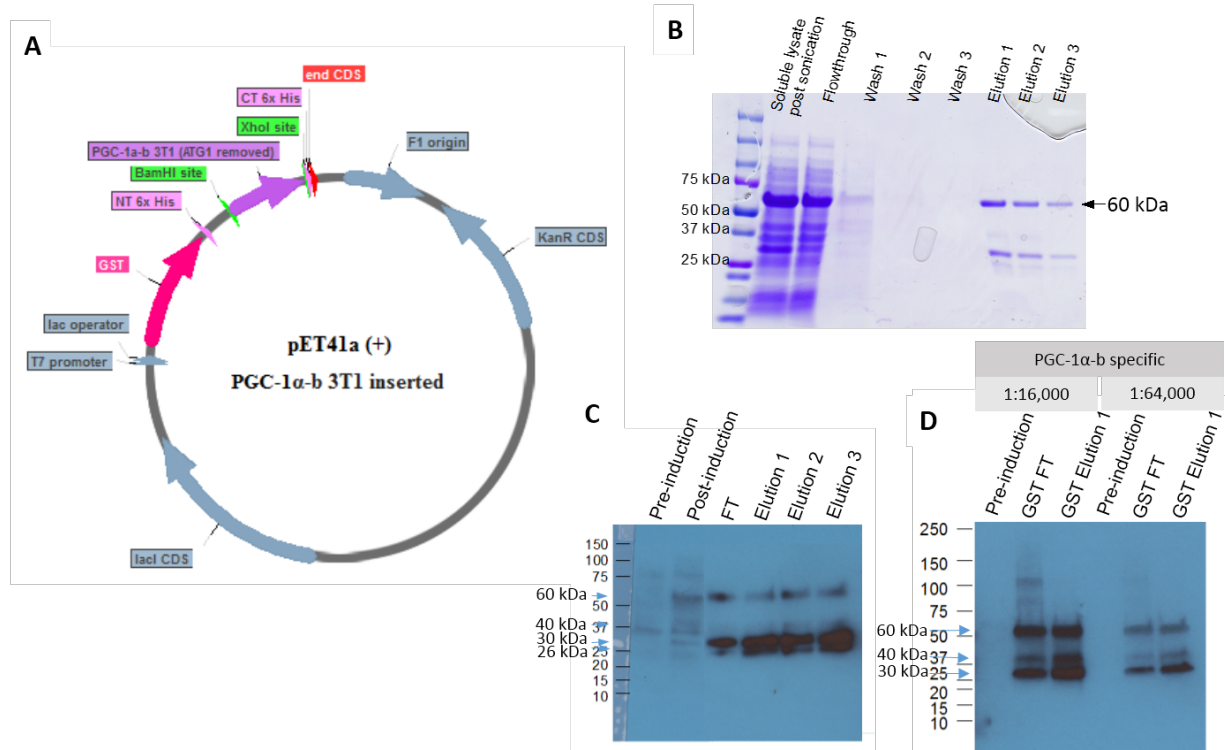 A
end CDS
CT 6x His
XhoI site
PGC-1a-b 3T1 (ATG1 removed)
BamHI site
NT 6x His
GST
lac operator
T7 promoter
lacI CDS
F1 origin
KanR CDS
pET41a (+)
PGC-1α-b 3T1 inserted
B
Soluble lysate
post sonication
Flowthrough
Wash 1
Wash 2
Wash 3
Elution 1
Elution 2
Elution 3
75 kDa
50 kDa
37 kDa
25 kDa
60 kDa
C
Pre-induction
Post-induction
FT
Elution 1
Elution 2
Elution 3
150
100
75
60 kDa
50
40 kDa
37
30 kDa
25
26 kDa
20
15
10
PGC-1α-b specific
1:16,000
1:64,000
D
Pre-induction
GST FT
GST Elution 1
Pre-induction
GST FT
GST Elution 1
250
150
100
75
60 kDa
50
40 kDa
37
30 kDa
25
20
15
10